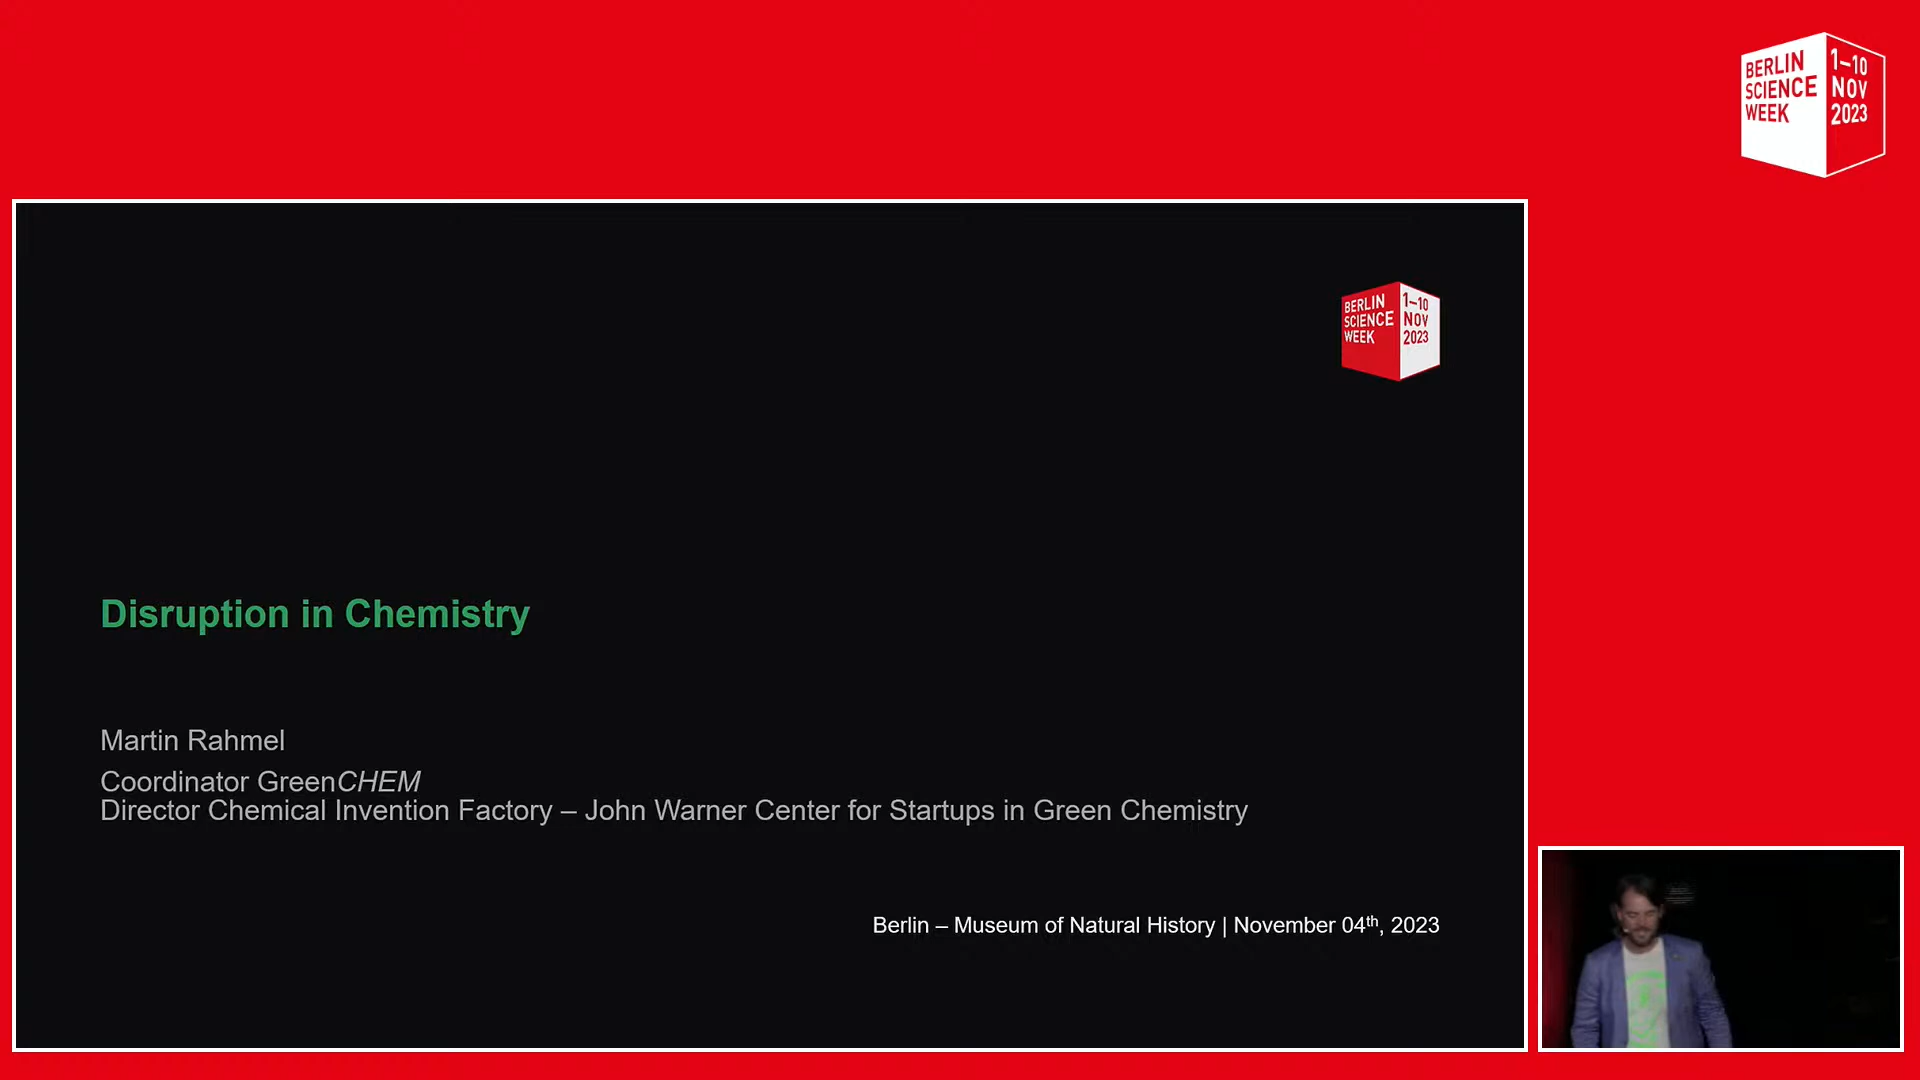 BERLIN
SCIENCE
WEEK
1–10
NOV
2023
BERLIN
SCIENCE
WEEK
1–10
NOV
2023
Disruption in Chemistry
Martin Rahmel
Coordinator GreenCHEM
Director Chemical Invention Factory – John Warner Center for Startups in Green Chemistry
Berlin – Museum of Natural History | November 04th, 2023